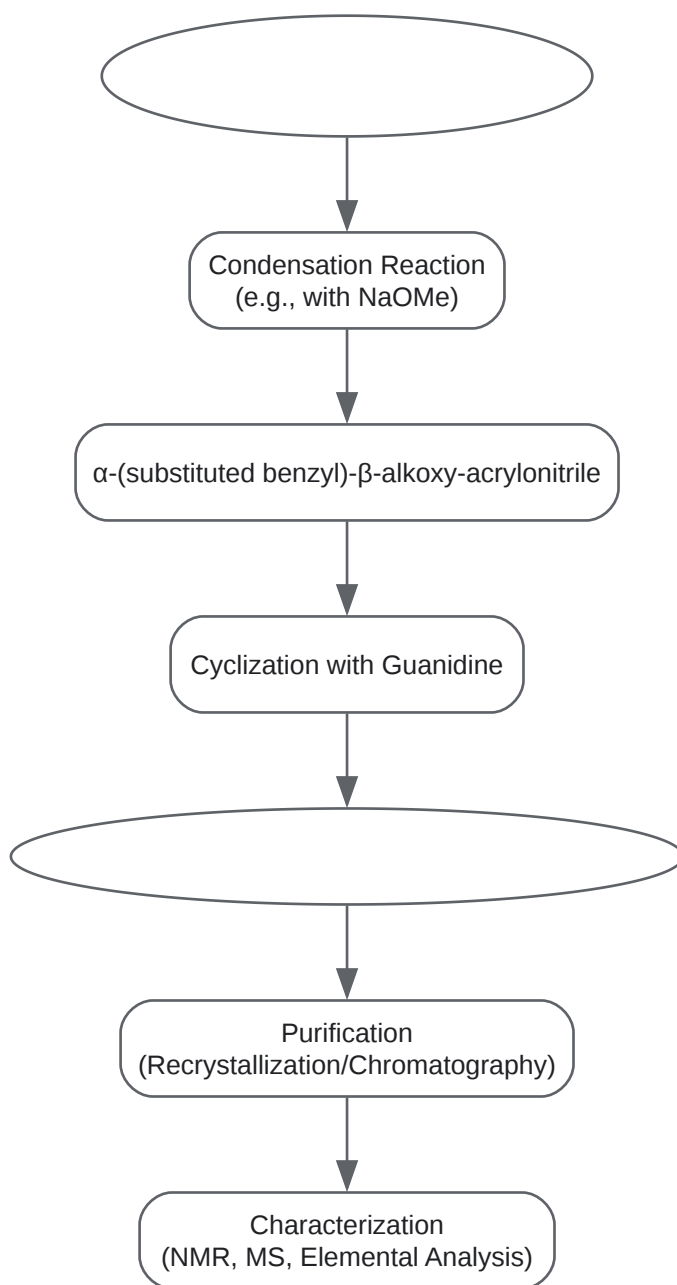 Condensation Reaction
(e.g., with NaOMe)
α-(substituted benzyl)-β-alkoxy-acrylonitrile
Cyclization with Guanidine
Purification
(Recrystallization/Chromatography)
Characterization
(NMR, MS, Elemental Analysis)